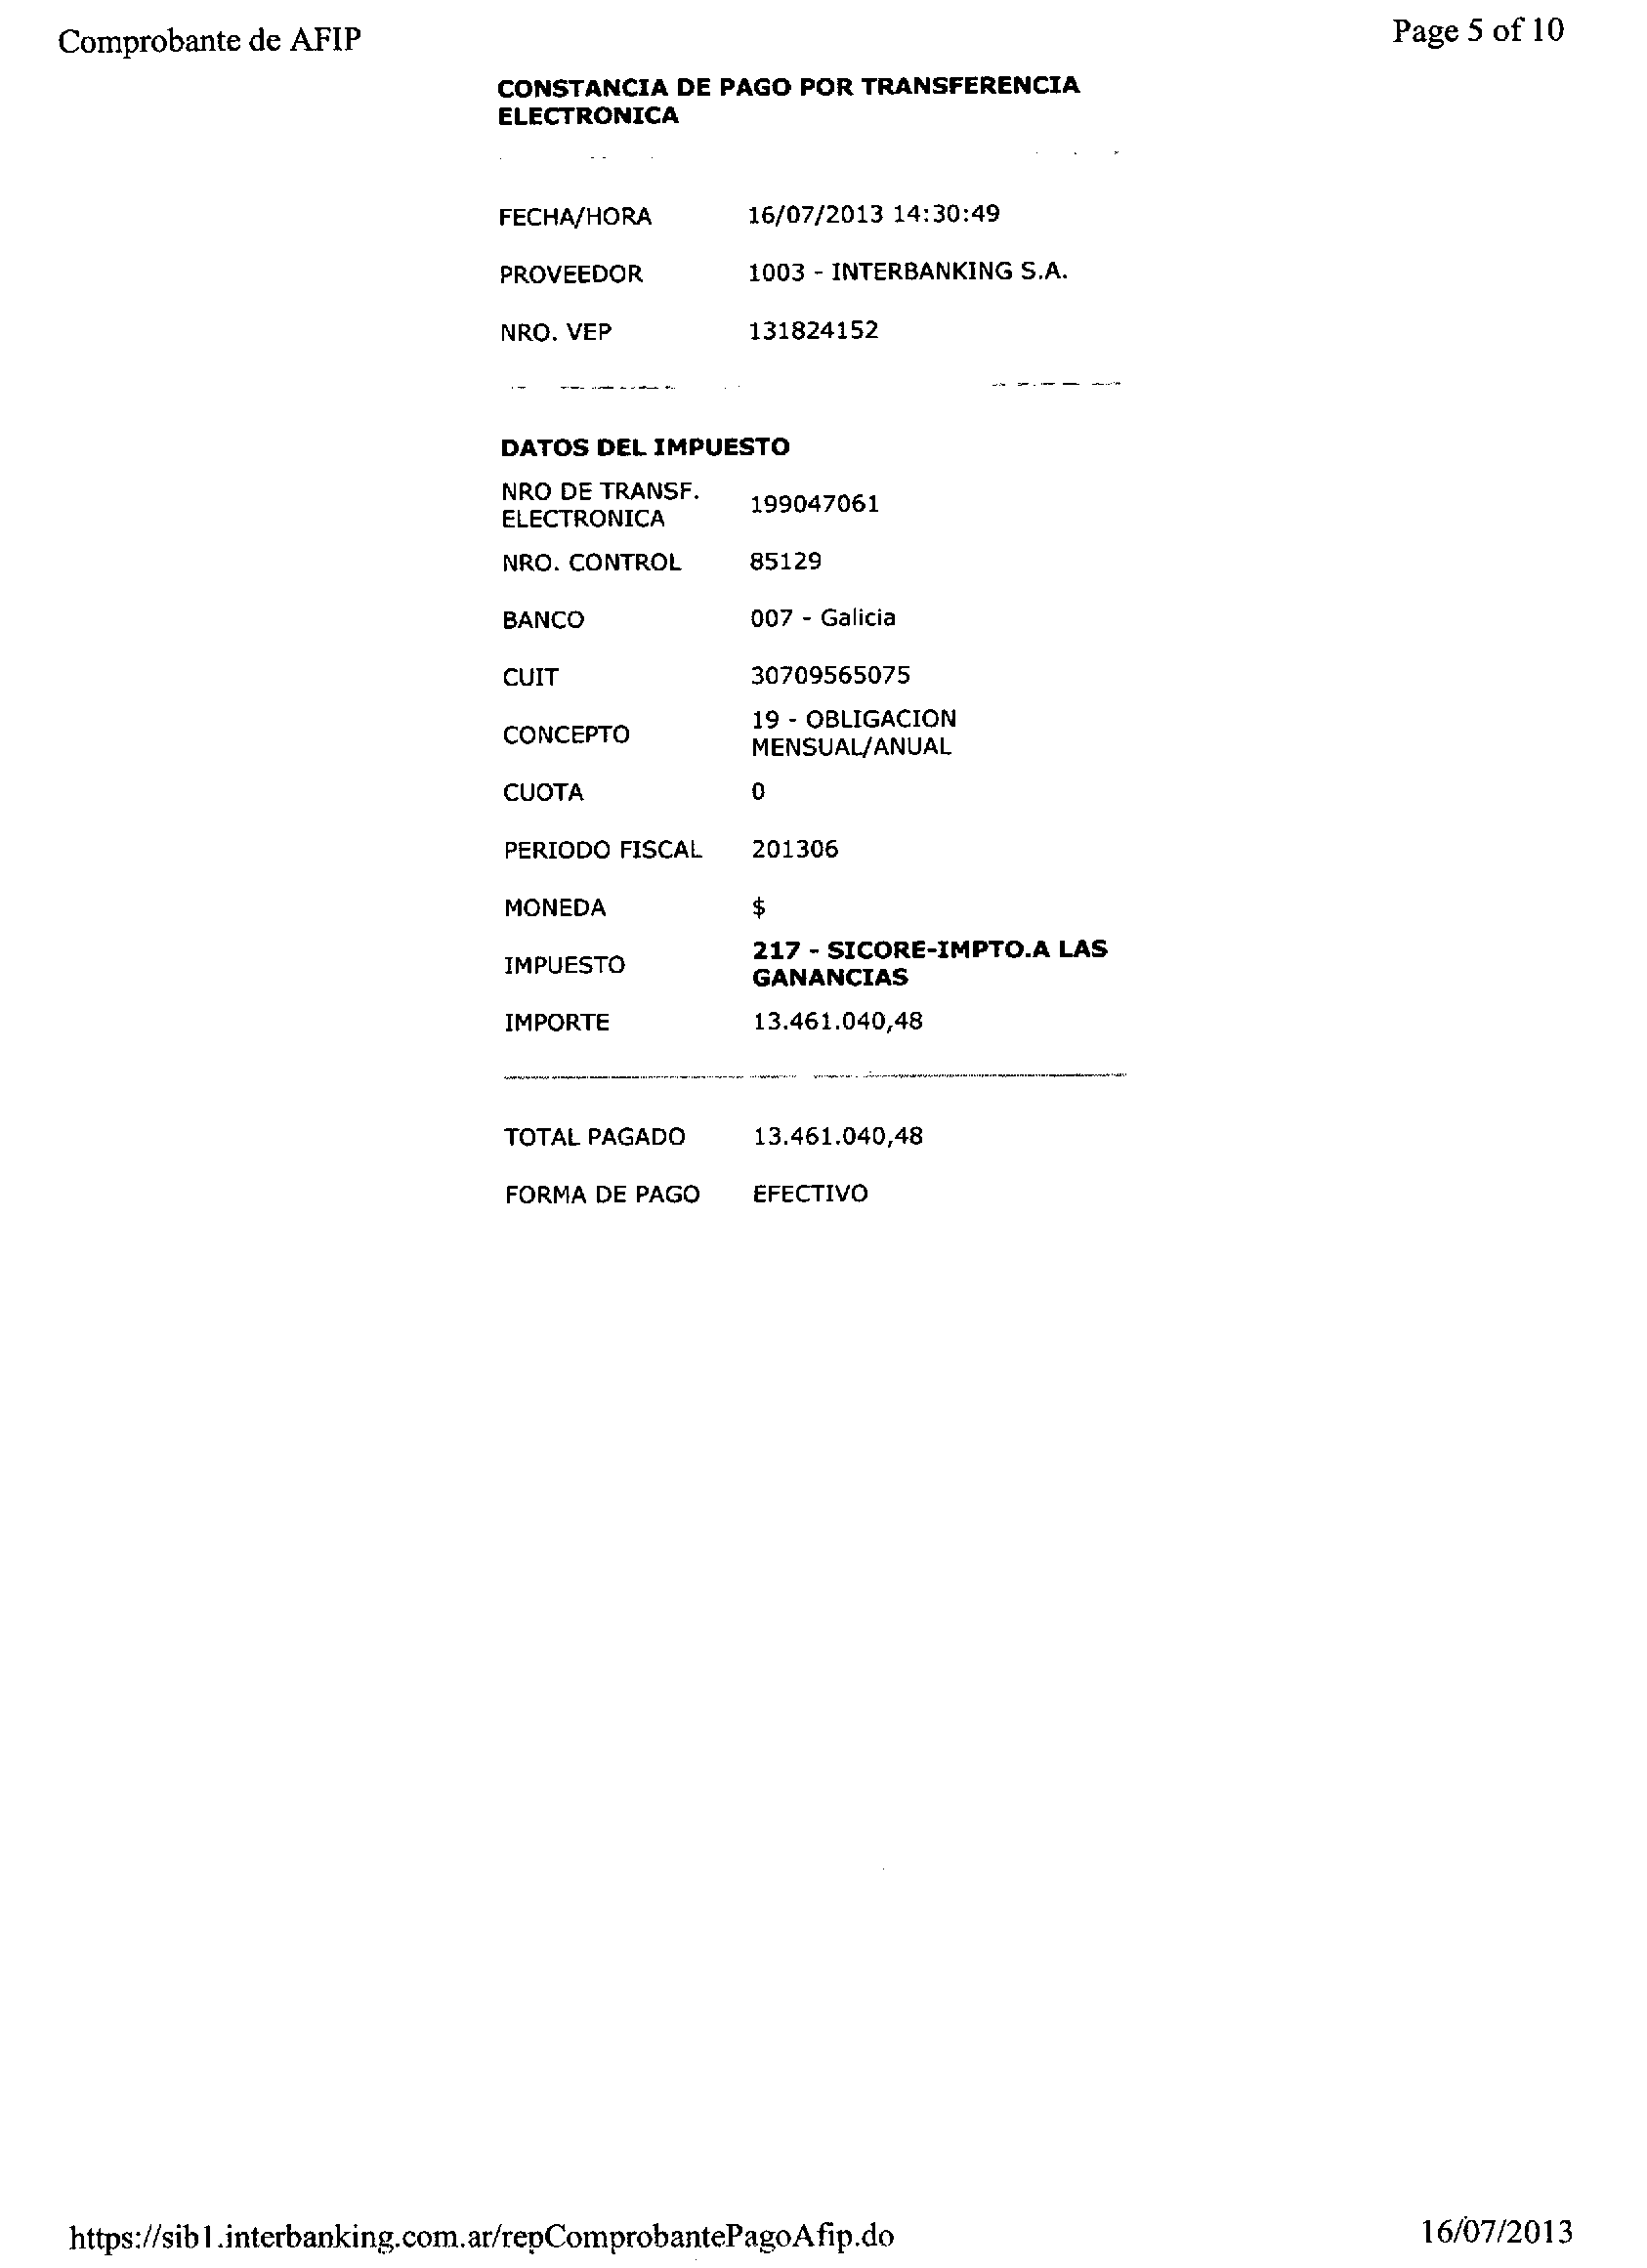 Comprobante de AFIP
Page 5 of 10
CONSTANCIA DE PAGO POR TRANSFERENCIA
ELECTRONICA
FECHA/HORA 16/07/2013 14:30:49
PROVEEDOR 1003 - INTERBANKING S.A.
NRO. VEP 131824152
DATOS DEL IMPUESTO
NRO DE TRANSF.
ELECTRONICA 199047061
NRO. CONTROL 85129
BANCO 007 - Galicia
CUIT 30709565075
CONCEPTO 19 - OBLIGACION
MENSUAL/ANUAL
CUOTA 0
PERIODO FISCAL 201306
MONEDA $
IMPUESTO 217 - SICORE-IMPTO.A LAS
GANANCIAS
IMPORTE 13.461.040,48
TOTAL PAGADO 13.461.040,48
FORMA DE PAGO EFECTIVO
https://sib1.interbanking.com.ar/repComprobantePagoAfip.do
16/07/2013